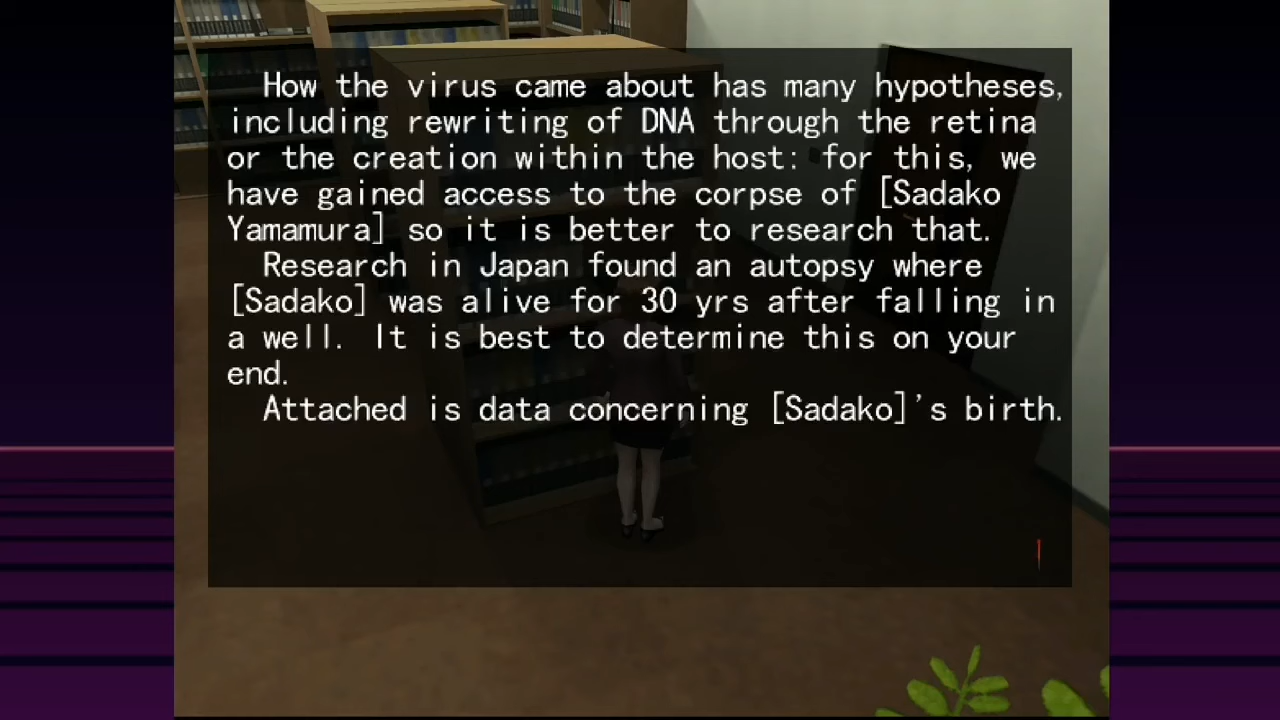 How the virus came about has many hypotheses,
including rewriting of DNA through the retina
or the creation within the host: for this, we
have gained access to the corpse of [Sadako
Yamamura] so it is better to research that.
Research in Japan found an autopsy where
[Sadako] was alive for 30 yrs after falling in
a well. It is best to determine this on your
end.
Attached is data concerning [Sadako]'s birth.